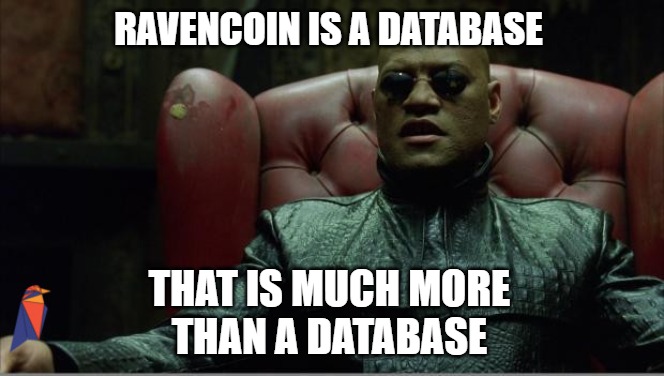 RAVENCOIN IS A DATABASE
THAT IS MUCH MORE
THAN A DATABASE